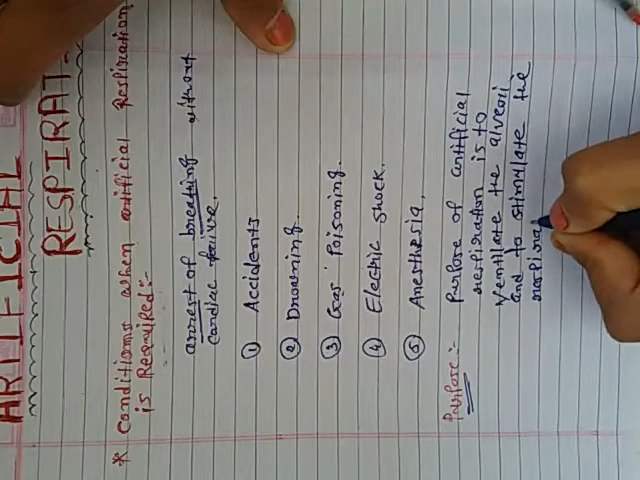 ARTIFICIAL
RESPIRAT
* Conditions when artificial Respiration
is Required:-
arrest of breathing without
cardiac failure.
① Accidents
② Drowning.
③ Gas Poisoning.
④ Electric shock.
⑤ Anesthesia.
Purpose:- Purpose of artificial
respiration is to
ventilate the alveoli
and to stimulate the
respira